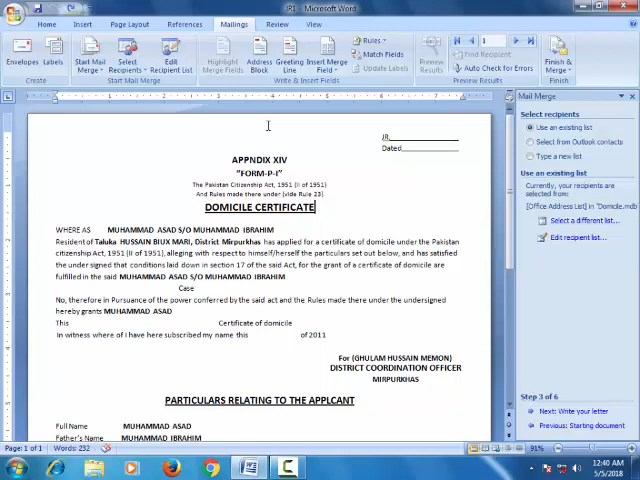 JR1 - Microsoft Word
Home Insert Page Layout References Mailings Review View
Envelopes Labels
Create
Start Mail Merge Select Recipients Edit Recipient List
Start Mail Merge
Highlight Merge Fields Address Block Greeting Line Insert Merge Field
Rules
Match Fields
Update Labels
Write & Insert Fields
Preview Results
1
Find Recipient
Auto Check for Errors
Preview Results
Finish & Merge
Finish
JR
Dated
APPNDIX XIV
"FORM-P-I"
The Pakistan Citizenship Act, 1951 (II of 1951)
And Rules made there under (vide Rule 23)
DOMICILE CERTIFICATE
WHERE AS MUHAMMAD ASAD S/O MUHAMMAD IBRAHIM
Resident of Taluka HUSSAIN BIUX MARI, District Mirpurkhas has applied for a certificate of domicile under the Pakistan
citizenship Act, 1951 (II of 1951), alleging with respect to himself/herself the particulars set out below, and has satisfied
the under signed that conditions laid down in section 17 of the said Act, for the grant of a certificate of domicile are
fulfilled in the said MUHAMMAD ASAD S/O MUHAMMAD IBRAHIM
Case
No, therefore in Pursuance of the power conferred by the said act and the Rules made there under the undersigned
hereby grants MUHAMMAD ASAD
This Certificate of domicile
In witness where of I have here subscribed my name this of 2011
For (GHULAM HUSSAIN MEMON)
DISTRICT COORDINATION OFFICER
MIRPURKHAS
PARTICULARS RELATING TO THE APPLCANT
Full Name MUHAMMAD ASAD
Father's Name MUHAMMAD IBRAHIM
Mail Merge
Select recipients
Use an existing list
Select from Outlook contacts
Type a new list
Use an existing list
Currently, your recipients are selected from:
[Office Address List] in "Domicile.mdb
Select a different list...
Edit recipient list...
Step 3 of 6
Next: Write your letter
Previous: Starting document
Page: 1 of 1 Words: 232
91%
12:40 AM
5/5/2018